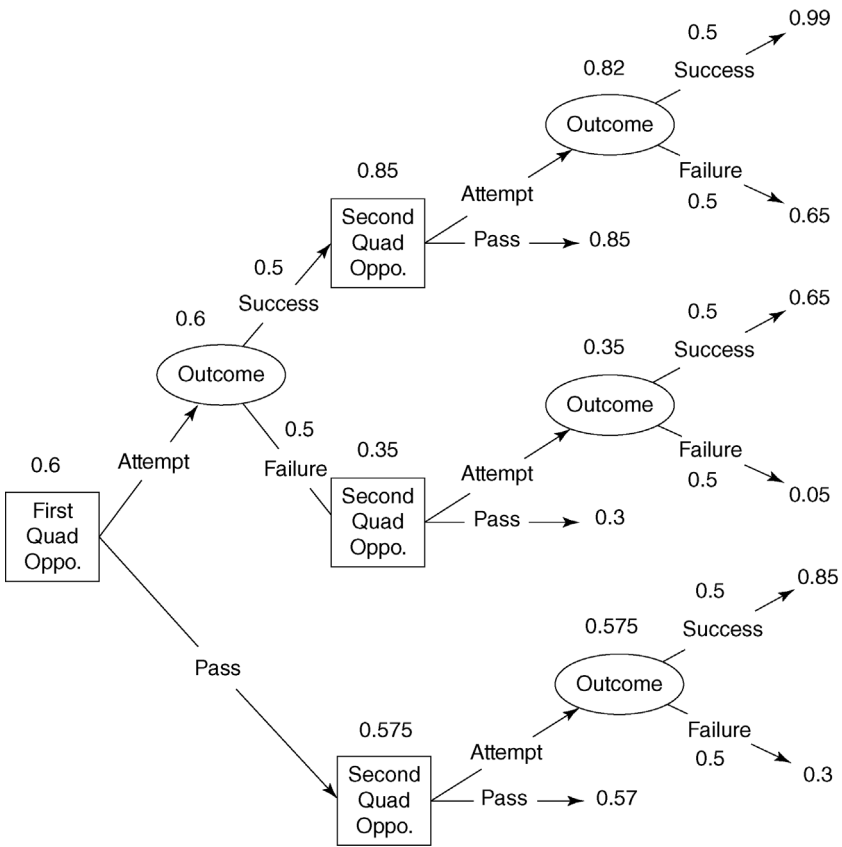 0.5
0.99
Success
0.82
Outcome
Failure
0.5
0.65
0.85
Attempt
Second
Quad
Oppo.
Pass
0.85
0.5
Success
0.6
Outcome
0.5
0.65
Success
0.35
Outcome
Failure
0.5
0.05
0.5
Failure
0.35
Attempt
Second
Quad
Oppo.
Pass
0.3
Attempt
0.6
First
Quad
Oppo.
Pass
0.5
0.85
Success
0.575
Outcome
Failure
0.5
0.3
0.575
Attempt
Second
Quad
Oppo.
Pass
0.57